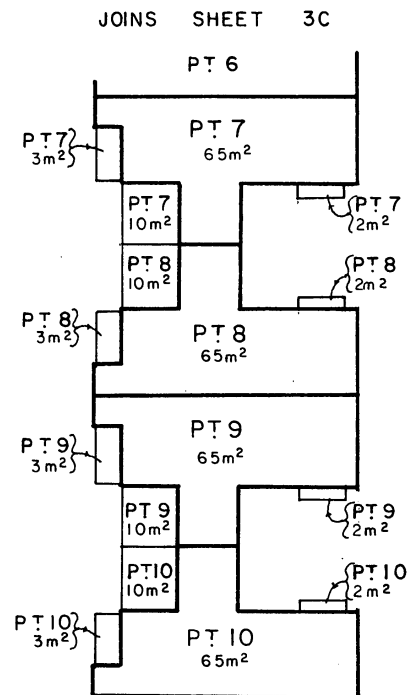 JOINS SHEET 3C
PT 6
PT 7
65m²
PT 7
3m²
PT 7
10m²
PT 7
2m²
PT 8
10m²
PT 8
2m²
PT 8
3m²
PT 8
65m²
PT 9
65m²
PT 9
3m²
PT 9
10m²
PT 9
2m²
PT 10
10m²
PT 10
2m²
PT 10
3m²
PT 10
65m²